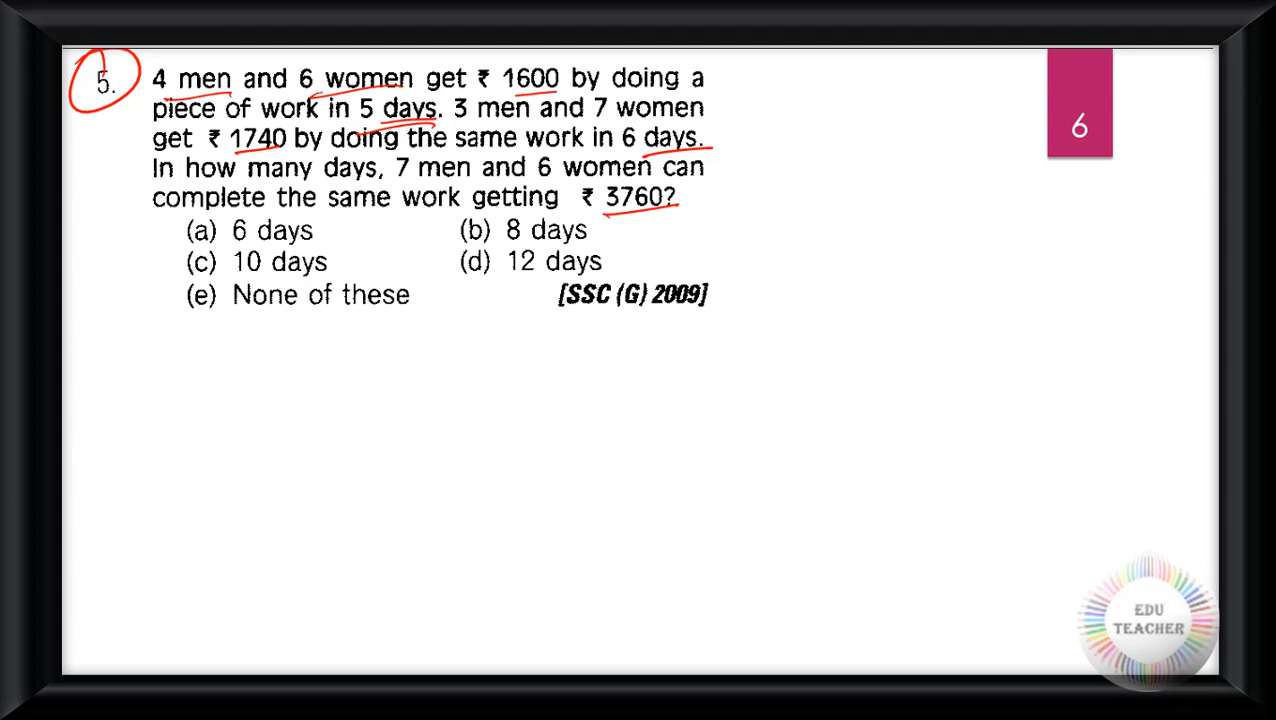 5. 4 men and 6 women get ₹ 1600 by doing a
piece of work in 5 days. 3 men and 7 women
get ₹ 1740 by doing the same work in 6 days.
In how many days, 7 men and 6 women can
complete the same work getting ₹ 3760?
(a) 6 days (b) 8 days
(c) 10 days (d) 12 days
(e) None of these [SSC (G) 2009]
6
EDU
TEACHER